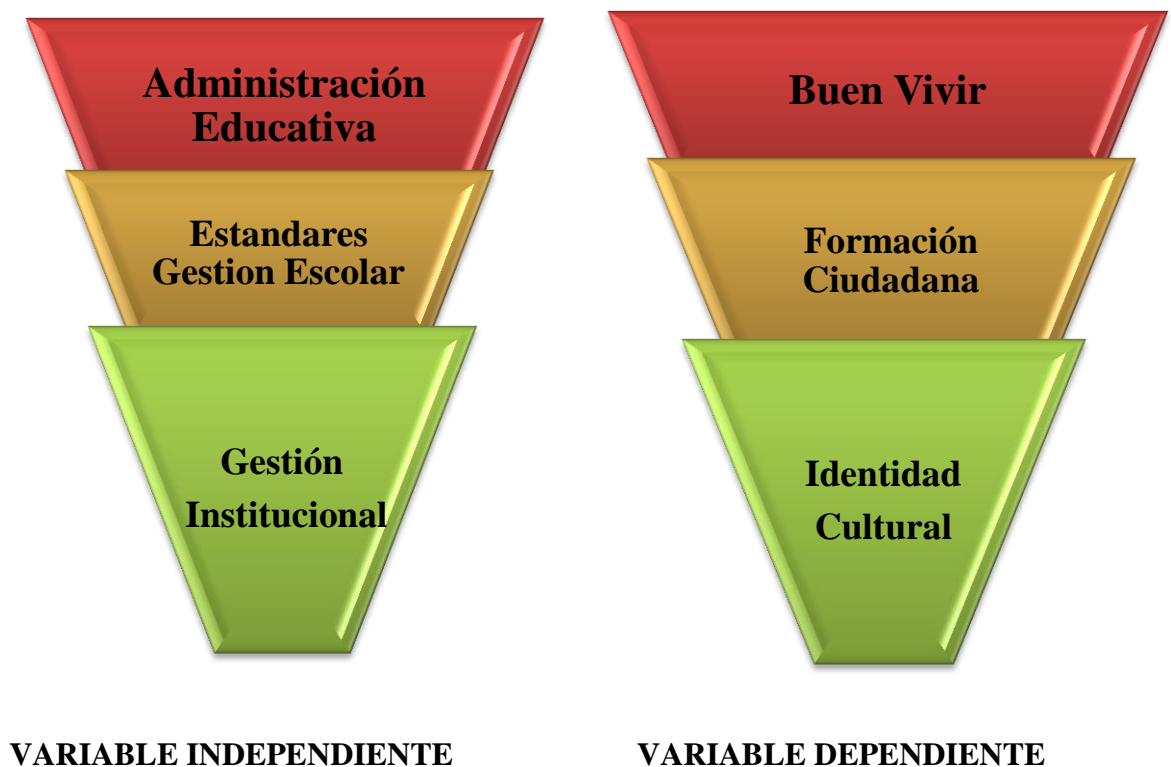 Administración
Educativa
Estandares
Gestion Escolar
Gestión
Institucional
VARIABLE INDEPENDIENTE
Buen Vivir
Formación
Ciudadana
Identidad
Cultural
VARIABLE DEPENDIENTE